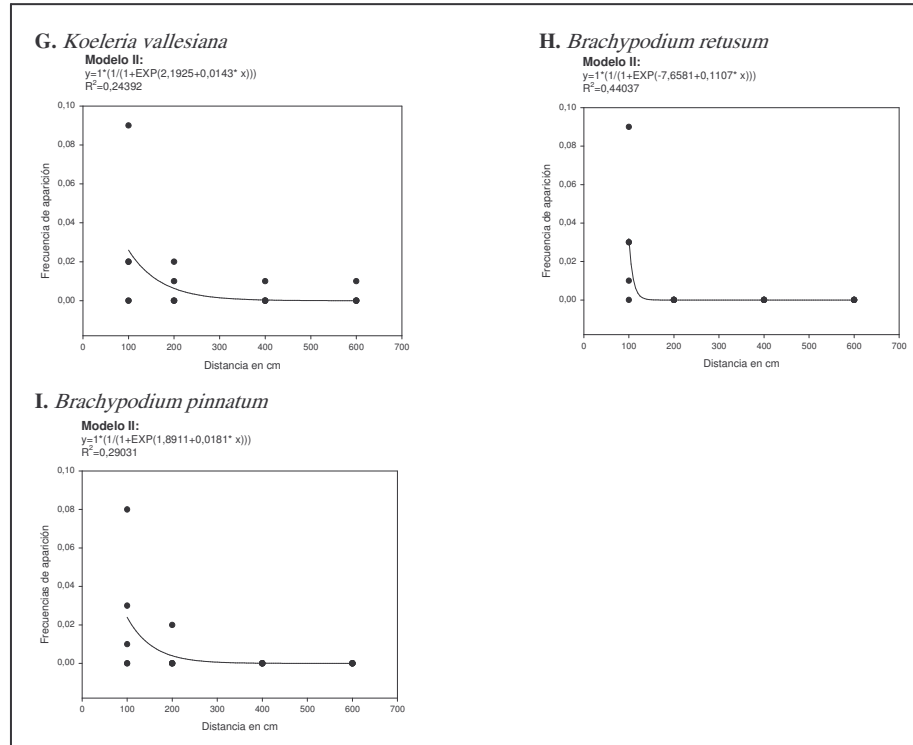 G. Koeleria vallesiana
Modelo II:
y=1*(1/(1+EXP(2,1925+0,0143* x)))
R²=0,24392
0,10
0,08
0,06
0,04
0,02
0,00
Frecuencia de aparición
0 100 200 300 400 500 600 700
Distancia en cm
H. Brachypodium retusum
Modelo II:
y=1*(1/(1+EXP(-7,6581+0,1107* x)))
R²=0,44037
0,10
0,08
0,06
0,04
0,02
0,00
Frecuencia de aparición
0 100 200 300 400 500 600 700
Distancia en cm
I. Brachypodium pinnatum
Modelo II:
y=1*(1/(1+EXP(1,8911+0,0181* x)))
R²=0,29031
0,10
0,08
0,06
0,04
0,02
0,00
Frecuencias de aparición
0 100 200 300 400 500 600 700
Distancia en cm